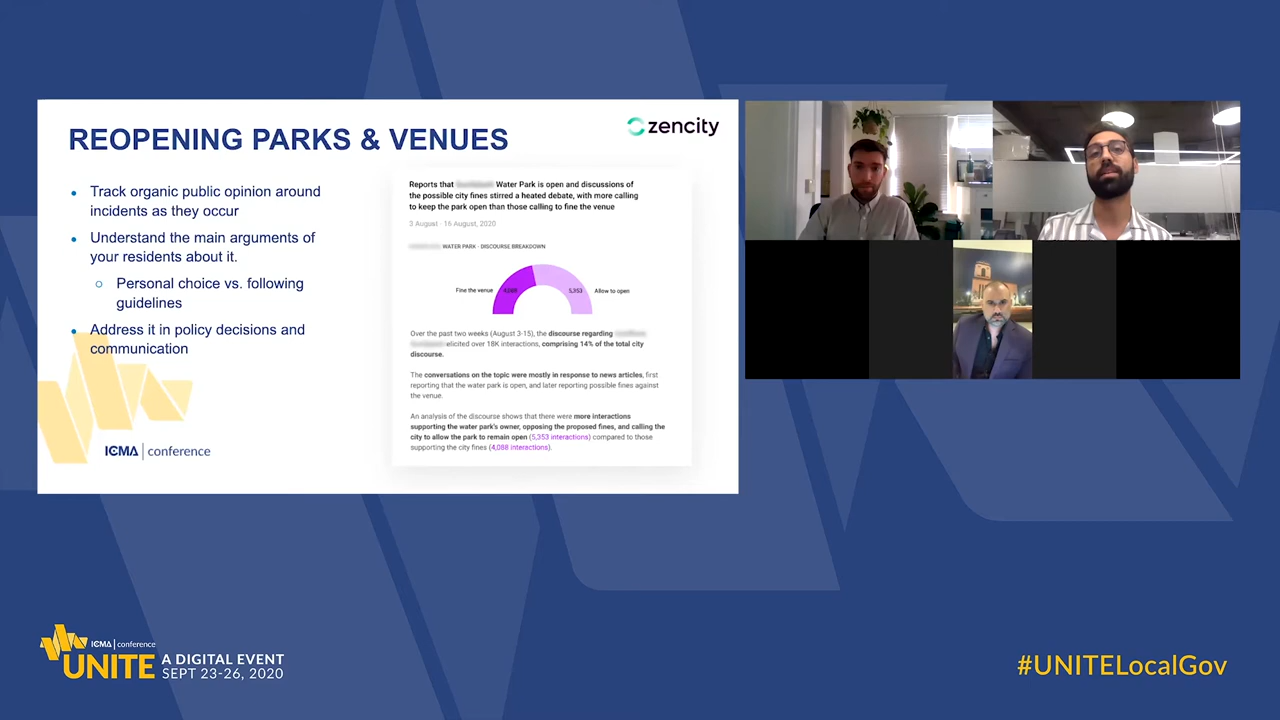 REOPENING PARKS & VENUES
zencity
Track organic public opinion around
incidents as they occur
Understand the main arguments of
your residents about it.
Personal choice vs. following
guidelines
Address it in policy decisions and
communication
ICMA | conference
Reports that Water Park is open and discussions of
the possible city fines stirred a heated debate, with more calling
to keep the park open than those calling to fine the venue
3 August - 16 August, 2020
WATER PARK - DISCOURSE BREAKDOWN
Fine the venue 4,088 5,353 Allow to open
Over the past two weeks (August 3-15), the discourse regarding
elicited over 18K interactions, comprising 14% of the total city
discourse.
The conversations on the topic were mostly in response to news articles, first
reporting that the water park is open, and later reporting possible fines against
the venue.
An analysis of the discourse shows that there were more interactions
supporting the water park's owner, opposing the proposed fines, and calling the
city to allow the park to remain open (5,353 interactions) compared to those
supporting the city fines (4,088 interactions).
ICMA | conference
UNITE A DIGITAL EVENT
SEPT 23-26, 2020
#UNITELocalGov